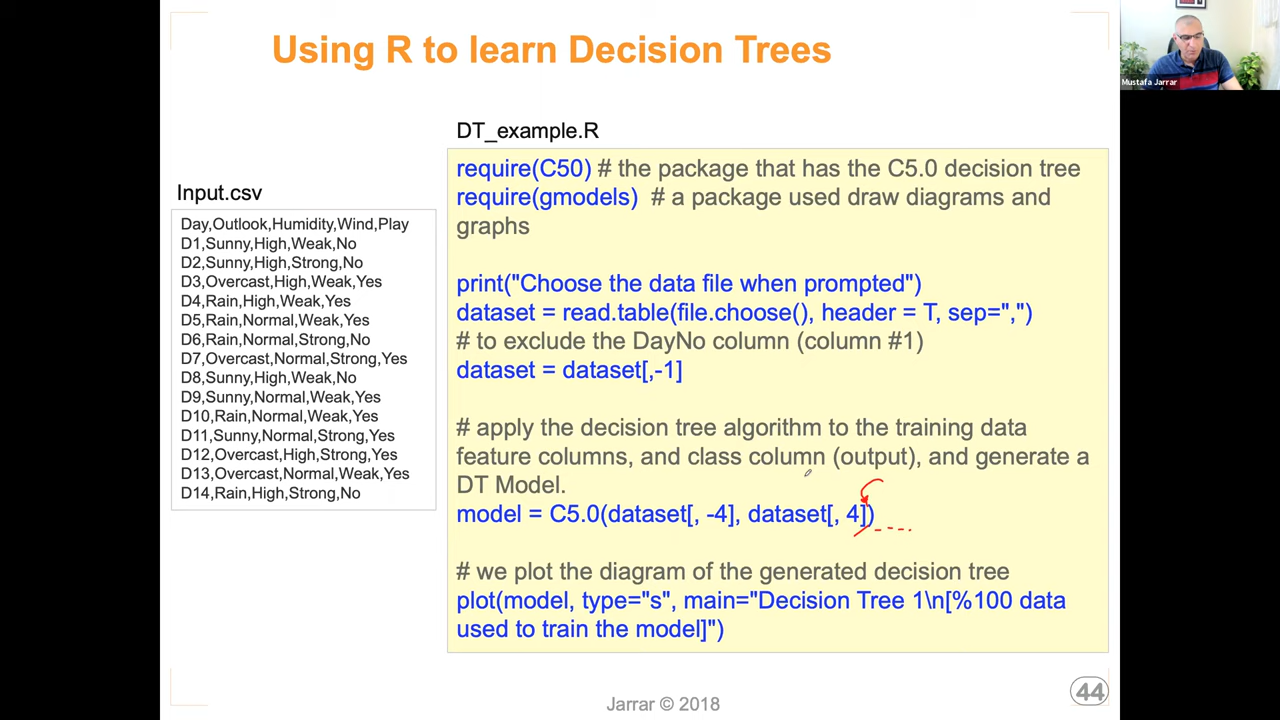 Using R to learn Decision Trees
Mustafa Jarrar
DT_example.R
Input.csv
Day,Outlook,Humidity,Wind,Play
D1,Sunny,High,Weak,No
D2,Sunny,High,Strong,No
D3,Overcast,High,Weak,Yes
D4,Rain,High,Weak,Yes
D5,Rain,Normal,Weak,Yes
D6,Rain,Normal,Strong,No
D7,Overcast,Normal,Strong,Yes
D8,Sunny,High,Weak,No
D9,Sunny,Normal,Weak,Yes
D10,Rain,Normal,Weak,Yes
D11,Sunny,Normal,Strong,Yes
D12,Overcast,High,Strong,Yes
D13,Overcast,Normal,Weak,Yes
D14,Rain,High,Strong,No
require(C50) # the package that has the C5.0 decision tree
require(gmodels)  # a package used draw diagrams and
graphs
print("Choose the data file when prompted")
dataset = read.table(file.choose(), header = T, sep=",")
# to exclude the DayNo column (column #1)
dataset = dataset[,-1]
# apply the decision tree algorithm to the training data
feature columns, and class column (output), and generate a
DT Model.
model = C5.0(dataset[, -4], dataset[, 4])
# we plot the diagram of the generated decision tree
plot(model, type="s", main="Decision Tree 1\n[%100 data
used to train the model]")
Jarrar © 2018
44